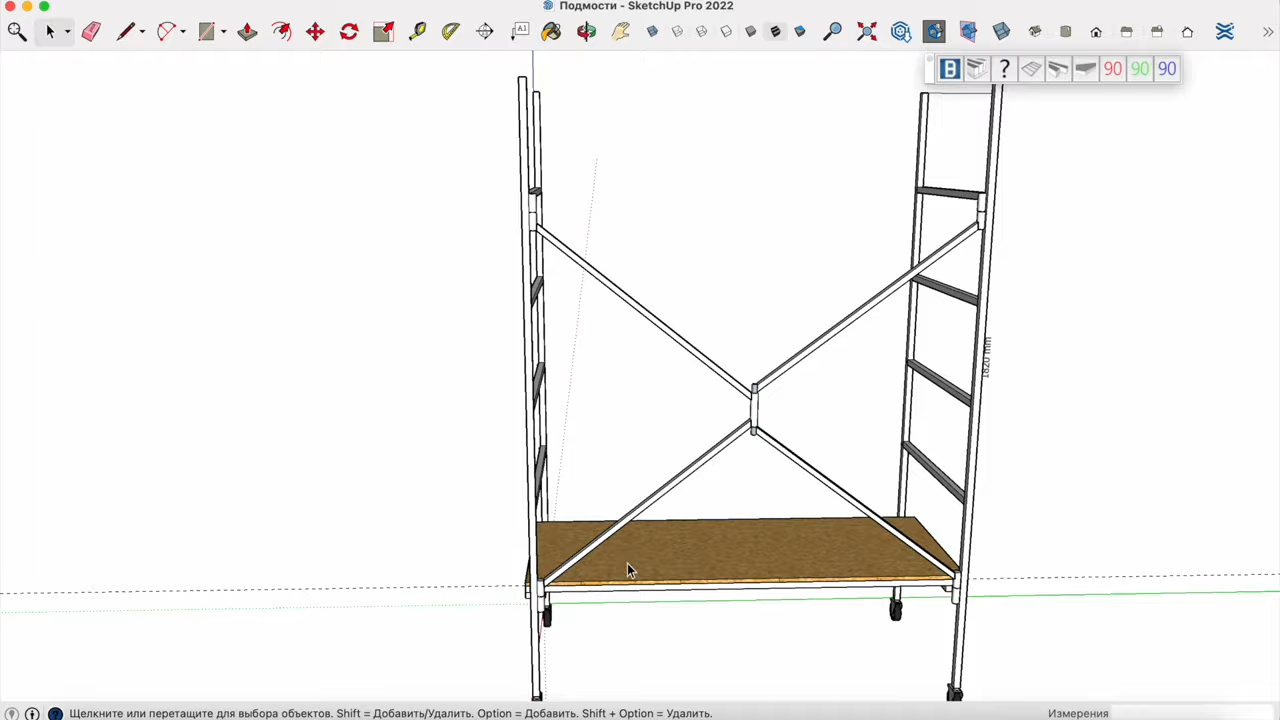 Подмости - SketchUp Pro 2022
A1
B
?
90
90
90
1820 mm
?
Щелкните или перетащите для выбора объектов. Shift = Добавить/Удалить. Option = Добавить. Shift + Option = Удалить.
Измерения